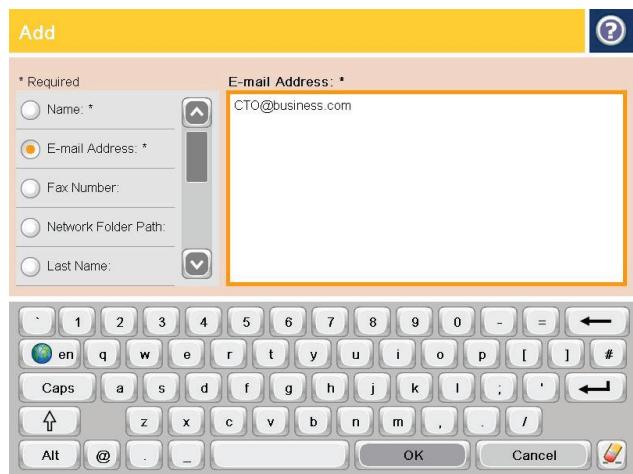 Add
?
* Required
E-mail Address: *
Name: *
CTO@business.com
E-mail Address: *
Fax Number:
Network Folder Path:
Last Name:
` 1 2 3 4 5 6 7 8 9 0 - =
en q w e r t y u i o p [ ] #
Caps a s d f g h j k l ; '
z x c v b n m , . /
Alt @ . _ OK Cancel